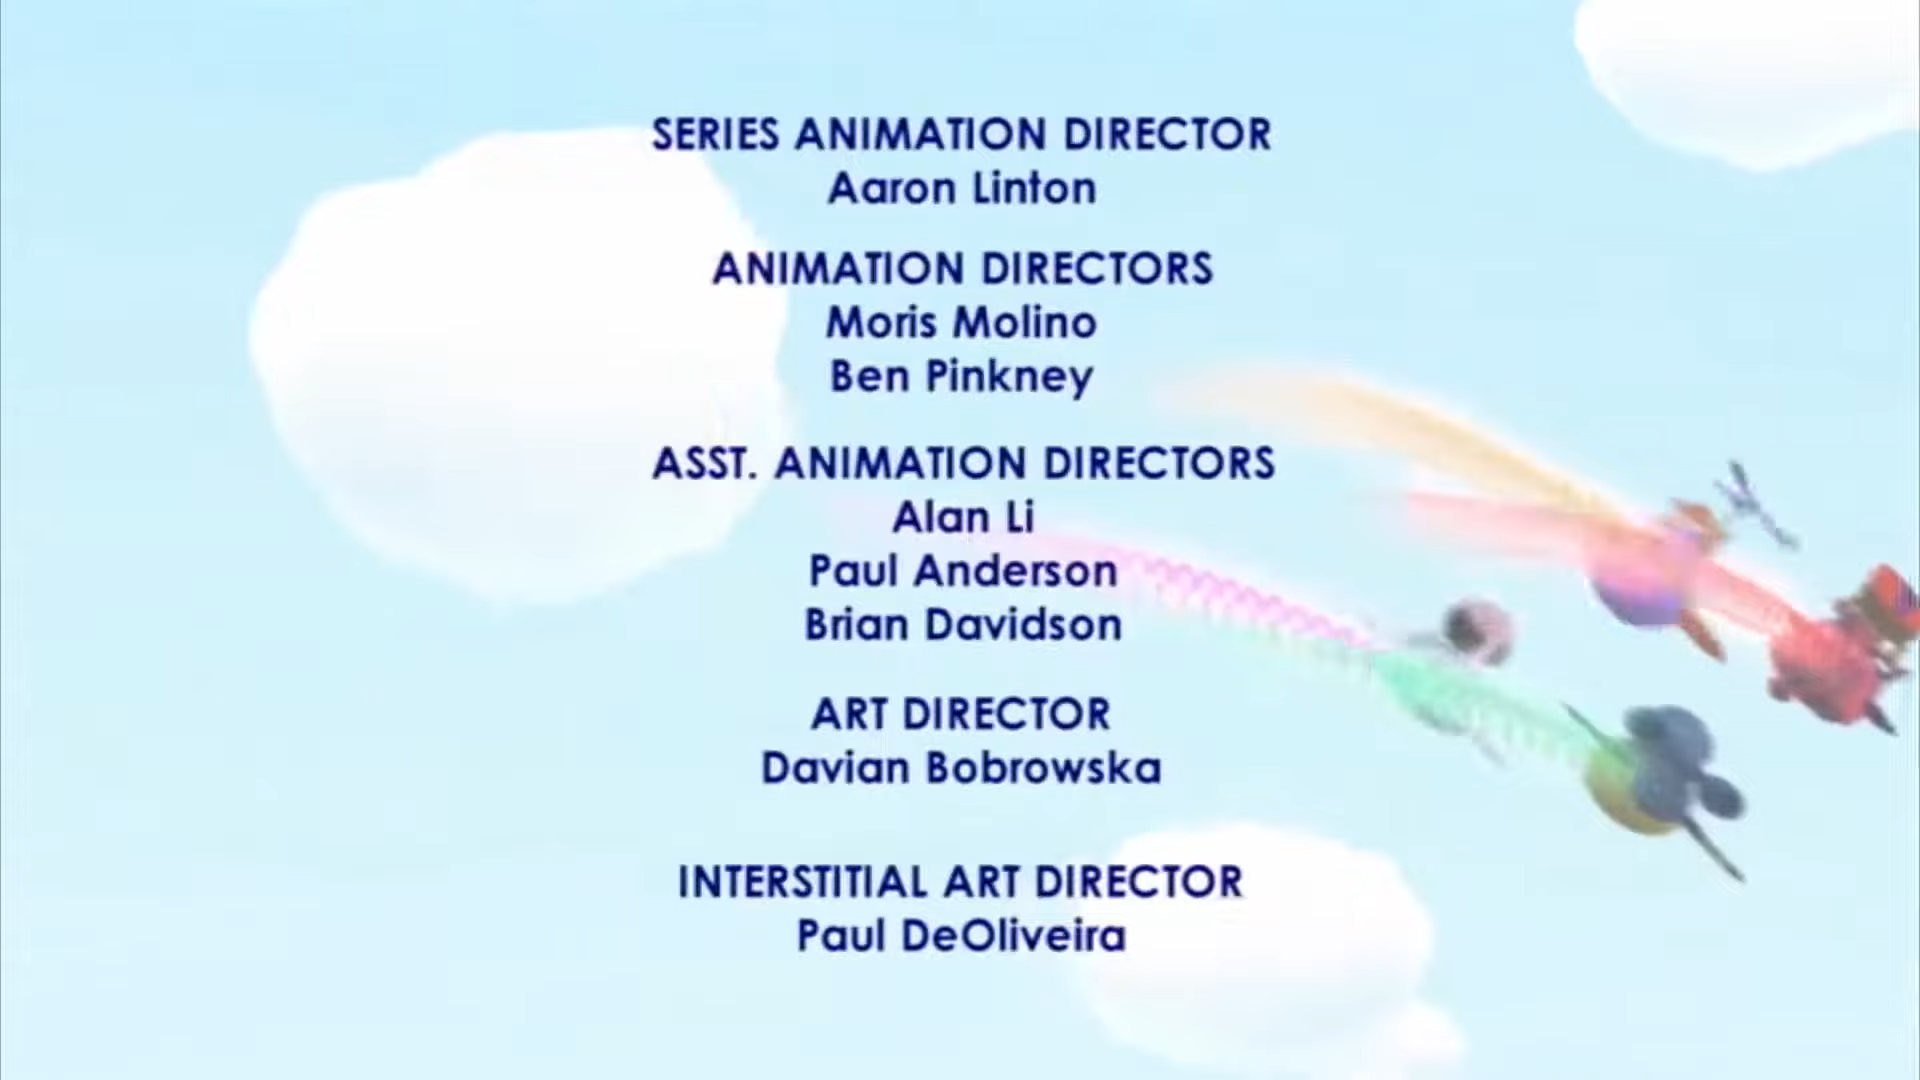 SERIES ANIMATION DIRECTOR
Aaron Linton
ANIMATION DIRECTORS
Moris Molino
Ben Pinkney
ASST. ANIMATION DIRECTORS
Alan Li
Paul Anderson
Brian Davidson
ART DIRECTOR
Davian Bobrowska
INTERSTITIAL ART DIRECTOR
Paul DeOliveira